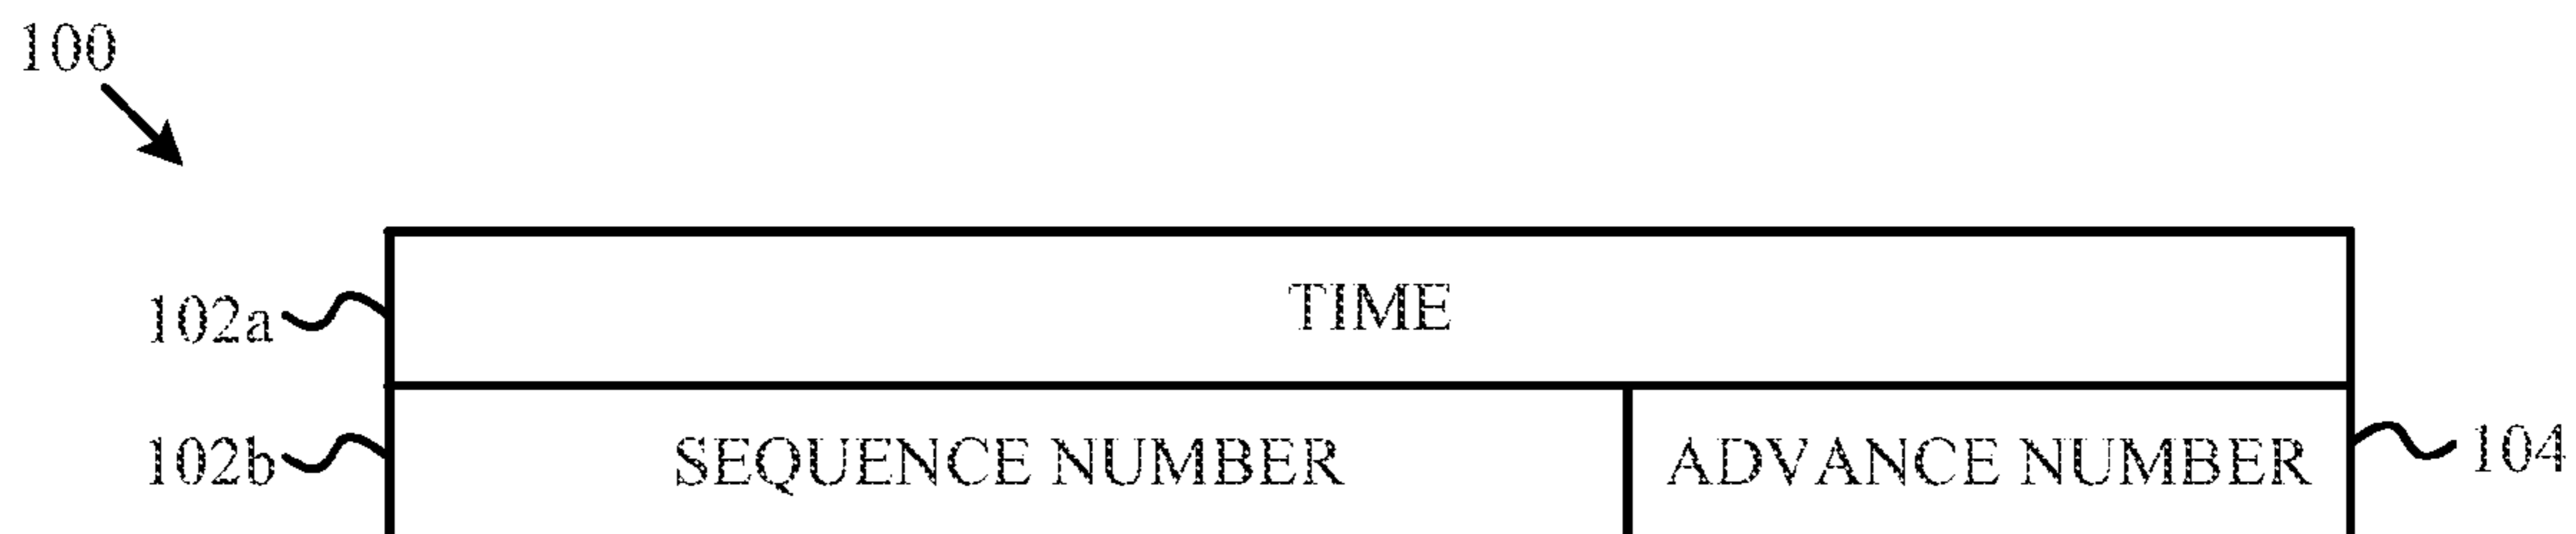 100
102a TIME
102b SEQUENCE NUMBER ADVANCE NUMBER 104